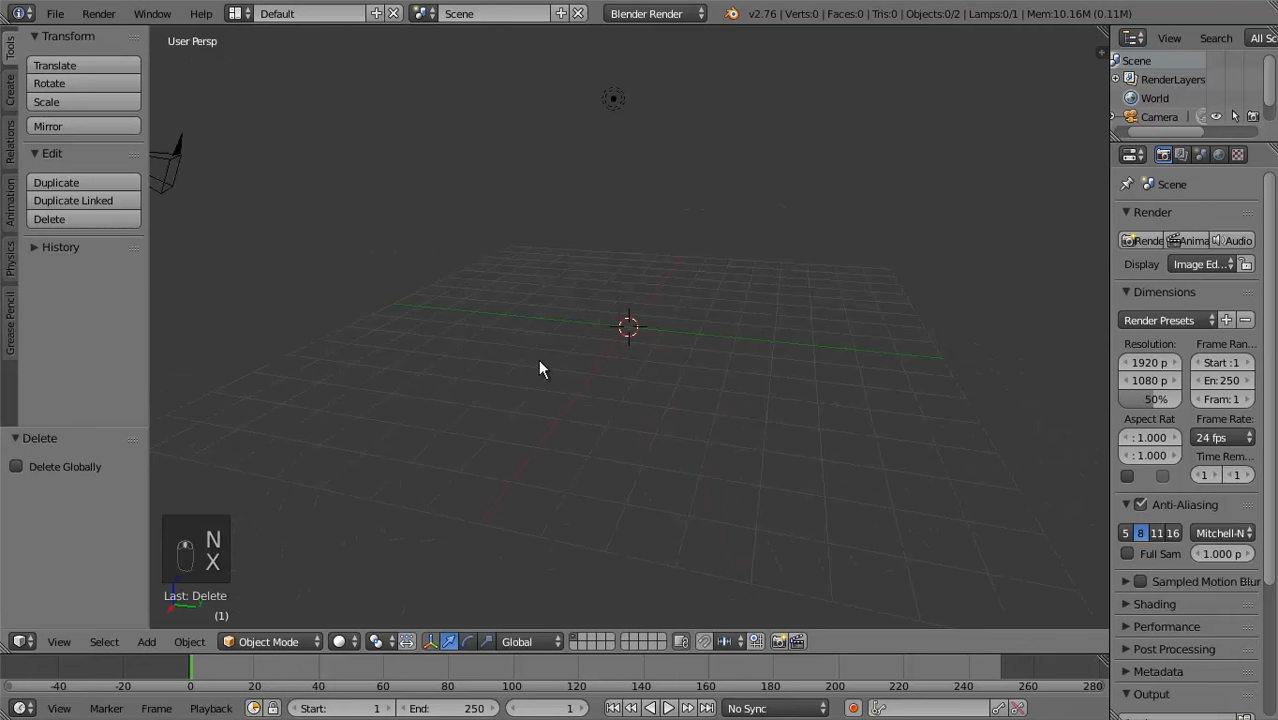 File Render Window Help Default Scene Blender Render v2.76 | Verts:0 | Faces:0 | Tris:0 | Objects:0/2 | Lamps:0/1 | Mem:10.16M (0.11M)
Tools
Create
Relations
Animation
Physics
Grease Pencil
Transform
Translate
Rotate
Scale
Mirror
Edit
Duplicate
Duplicate Linked
Delete
History
Delete
Delete Globally
User Persp
N
X
Last: Delete
(1)
View Search All Sc
Scene
RenderLayers
World
Camera
Scene
Render
Rende Anima Audio
Display Image Ed...
Dimensions
Render Presets
Resolution: Frame Ran...
1920 p Start :1
1080 p En: 250
50% Fram: 1
Aspect Rat Frame Rate:
: 1.000 24 fps
: 1.000 Time Rem...
1 1
Anti-Aliasing
5 8 11 16 Mitchell-N
Full Sam 1.000 p
Sampled Motion Blur
Shading
Performance
Post Processing
Metadata
Output
View Select Add Object Object Mode Global
-40 -20 0 20 40 60 80 100 120 140 160 180 200 220 240 260 280
View Marker Frame Playback Start: 1 End: 250 1 No Sync